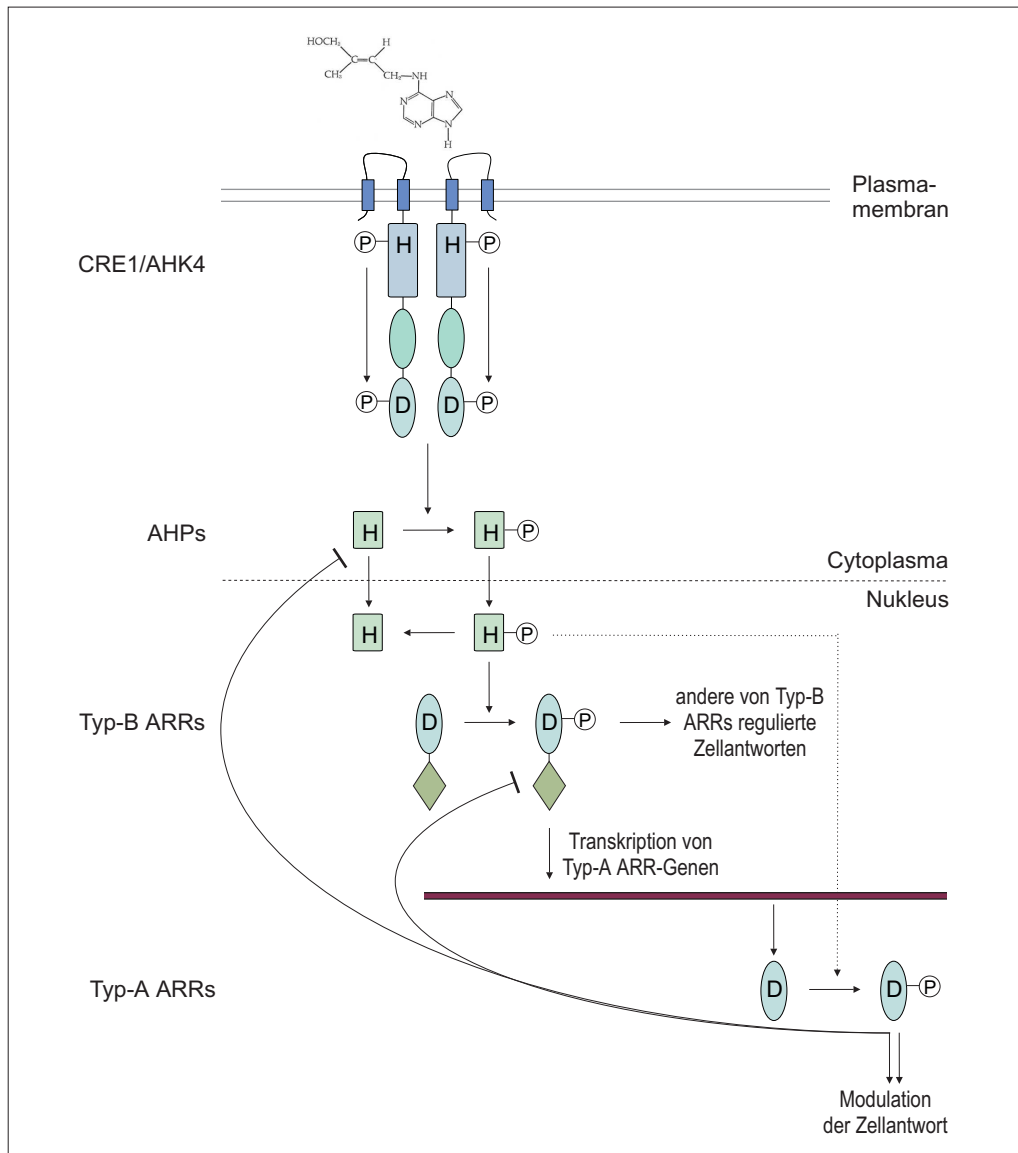 HOCH₂
H
C=C
CH₃
CH₂—NH
N
N
N
N
H
Plasma-
membran
P
H
H
P
CRE1/AHK4
P
D
D
P
AHPs
H
H
P
Cytoplasma
Nukleus
H
H
P
Typ-B ARRs
D
D
P
andere von Typ-B
ARRs regulierte
Zellantworten
Transkription von
Typ-A ARR-Genen
Typ-A ARRs
D
D
P
Modulation
der Zellantwort